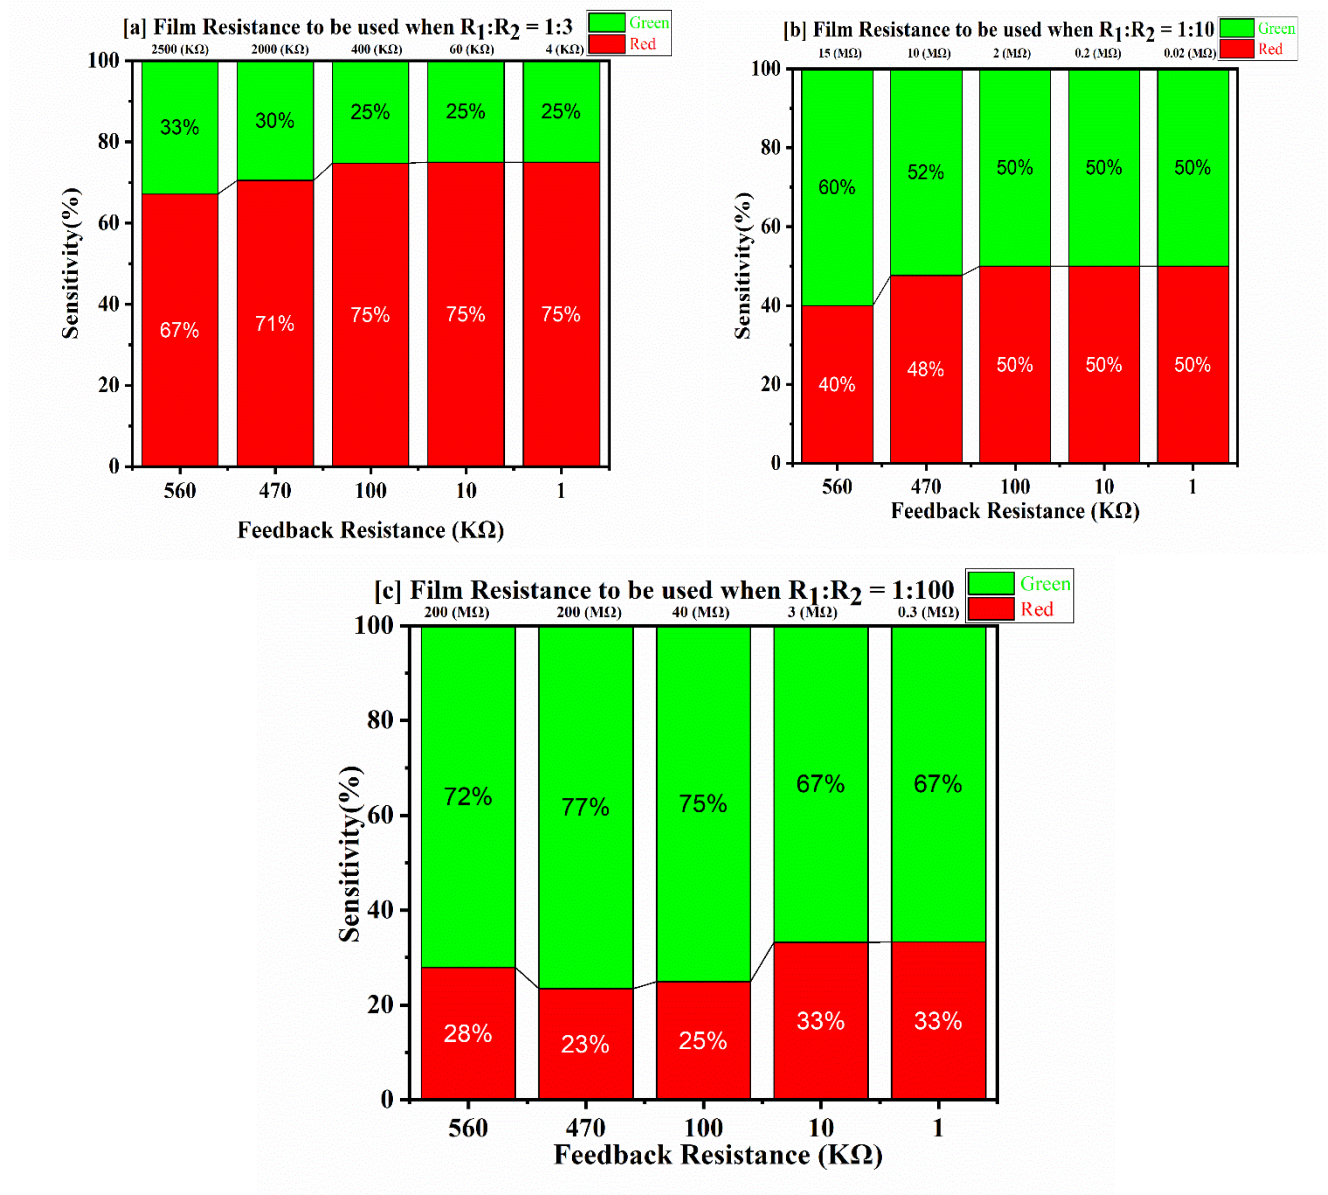 [a] Film Resistance to be used when R1:R2 = 1:3
Green
Red
2500 (KΩ) 2000 (KΩ) 400 (KΩ) 60 (KΩ) 4 (KΩ)
100
80
60
40
20
0
Sensitivity(%)
33% 30% 25% 25% 25%
67% 71% 75% 75% 75%
560 470 100 10 1
Feedback Resistance (KΩ)
[b] Film Resistance to be used when R1:R2 = 1:10
Green
Red
15 (MΩ) 10 (MΩ) 2 (MΩ) 0.2 (MΩ) 0.02 (MΩ)
100
80
60
40
20
0
Sensitivity(%)
60% 52% 50% 50% 50%
40% 48% 50% 50% 50%
560 470 100 10 1
Feedback Resistance (KΩ)
[c] Film Resistance to be used when R1:R2 = 1:100
Green
Red
200 (MΩ) 200 (MΩ) 40 (MΩ) 3 (MΩ) 0.3 (MΩ)
100
80
60
40
20
0
Sensitivity(%)
72% 77% 75% 67% 67%
28% 23% 25% 33% 33%
560 470 100 10 1
Feedback Resistance (KΩ)